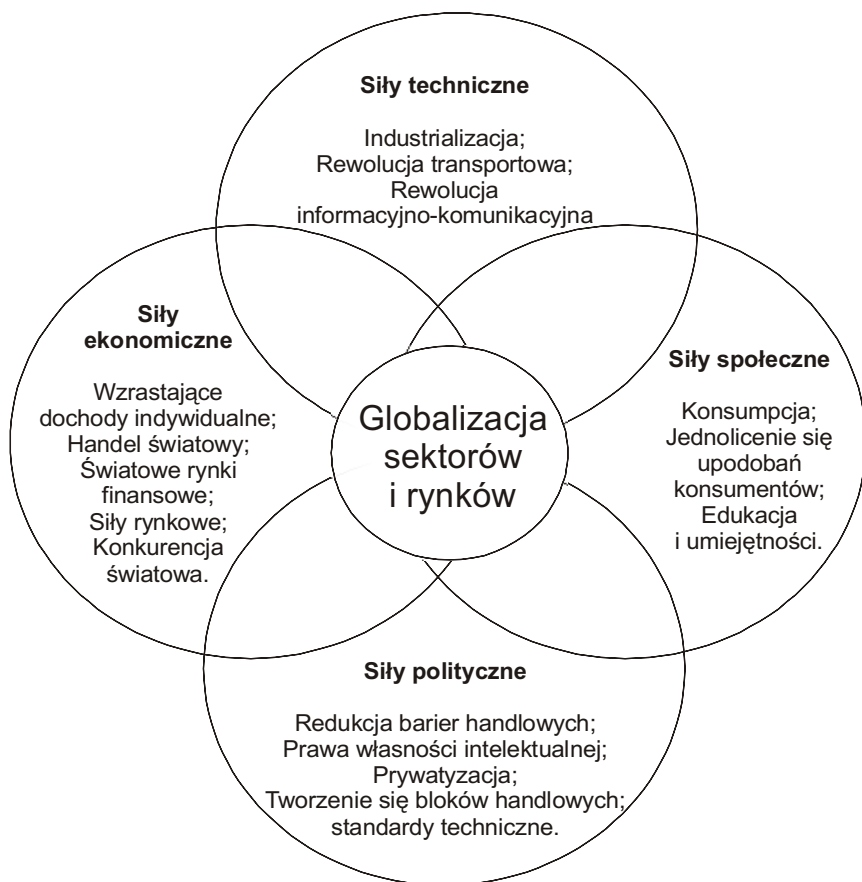 Siły techniczne
Industrializacja;
Rewolucja transportowa;
Rewolucja
informacyjno-komunikacyjna
Siły
ekonomiczne
Wzrastające
dochody indywidualne;
Handel światowy;
Światowe rynki
finansowe;
Siły rynkowe;
Konkurencja
światowa.
Globalizacja
sektorów
i rynków
Siły społeczne
Konsumpcja;
Jednolicenie się
upodobań
konsumentów;
Edukacja
i umiejętności.
Siły polityczne
Redukcja barier handlowych;
Prawa własności intelektualnej;
Prywatyzacja;
Tworzenie się bloków handlowych;
standardy techniczne.